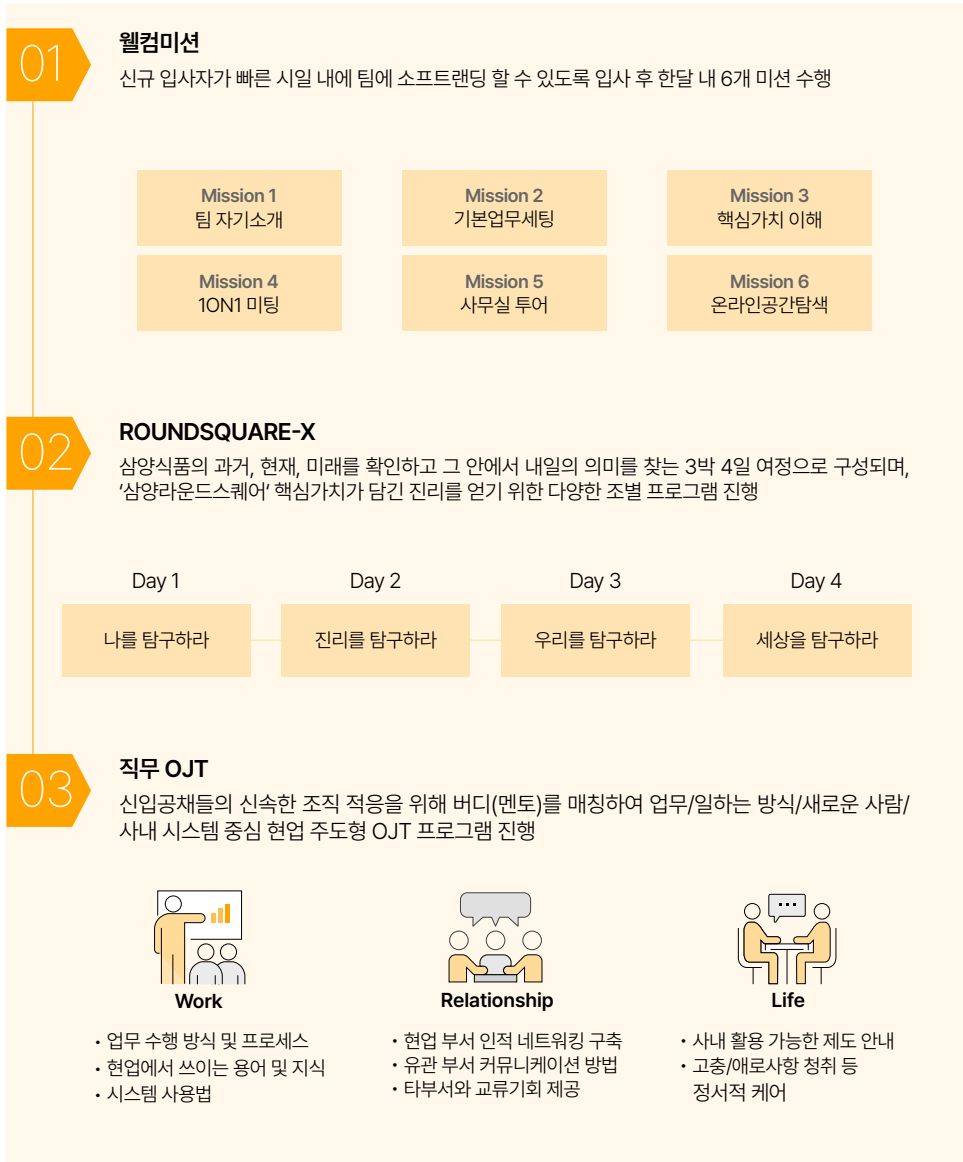 01
웰컴미션
신규 입사자가 빠른 시일 내에 팀에 소프트랜딩 할 수 있도록 입사 후 한달 내 6개 미션 수행
Mission 1
팀 자기소개
Mission 2
기본업무세팅
Mission 3
핵심가치 이해
Mission 4
1ON1 미팅
Mission 5
사무실 투어
Mission 6
온라인공간탐색
02
ROUNDSQUARE-X
삼양식품의 과거, 현재, 미래를 확인하고 그 안에서 내일의 의미를 찾는 3박 4일 여정으로 구성되며,
‘삼양라운드스퀘어’ 핵심가치가 담긴 진리를 얻기 위한 다양한 조별 프로그램 진행
Day 1
나를 탐구하라
Day 2
진리를 탐구하라
Day 3
우리를 탐구하라
Day 4
세상을 탐구하라
03
직무 OJT
신입공채들의 신속한 조직 적응을 위해 버디(멘토)를 매칭하여 업무/일하는 방식/새로운 사람/
사내 시스템 중심 현업 주도형 OJT 프로그램 진행
Work
• 업무 수행 방식 및 프로세스
• 현업에서 쓰이는 용어 및 지식
• 시스템 사용법
Relationship
• 현업 부서 인적 네트워킹 구축
• 유관 부서 커뮤니케이션 방법
• 타부서와 교류기회 제공
Life
• 사내 활용 가능한 제도 안내
• 고충/애로사항 청취 등
정서적 케어